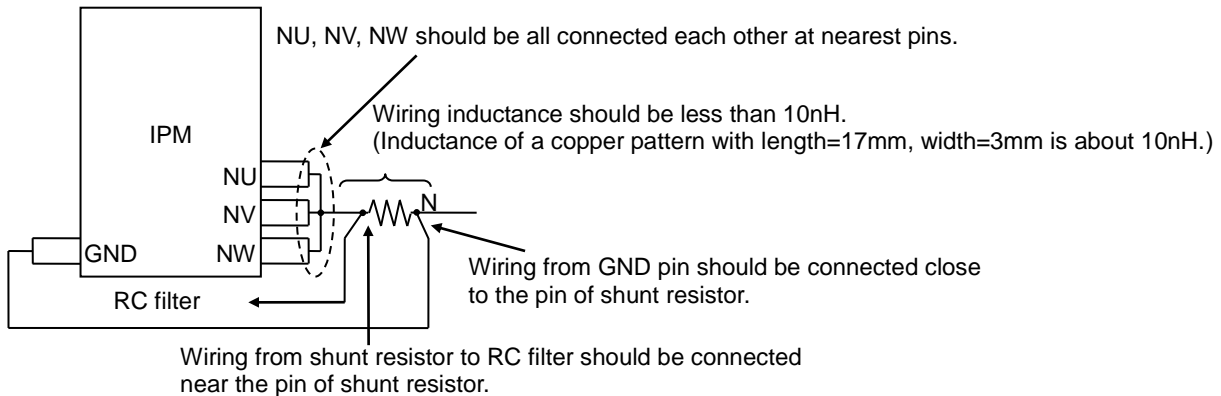 NU, NV, NW should be all connected each other at nearest pins.
Wiring inductance should be less than 10nH.
(Inductance of a copper pattern with length=17mm, width=3mm is about 10nH.)
IPM
NU
N
NV
GND
NW
Wiring from GND pin should be connected close
to the pin of shunt resistor.
RC filter
Wiring from shunt resistor to RC filter should be connected
near the pin of shunt resistor.